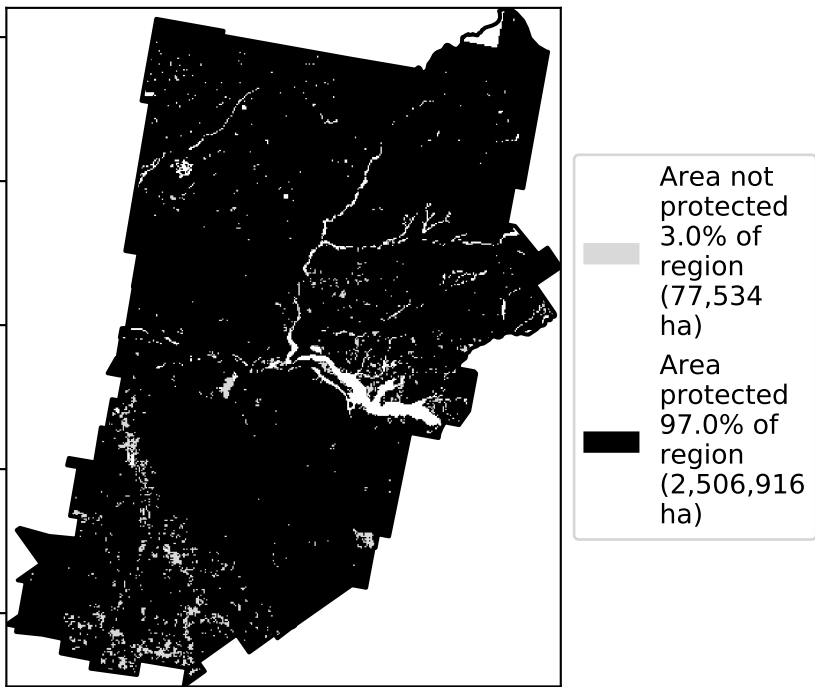 Area not
protected
3.0% of
region
(77,534
ha)
Area
protected
97.0% of
region
(2,506,916
ha)